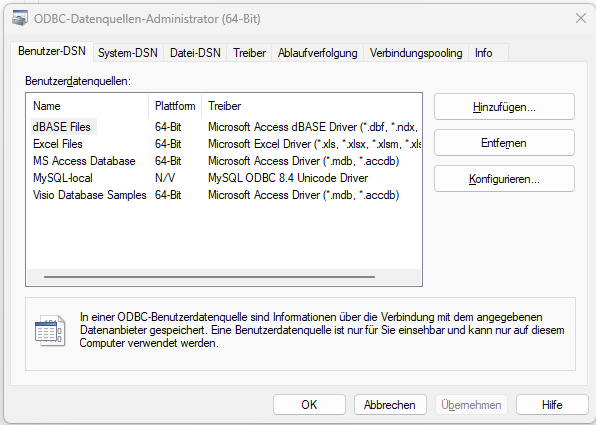 ODBC-Datenquellen-Administrator (64-Bit)
Benutzer-DSN System-DSN Datei-DSN Treiber Ablaufverfolgung Verbindungspooling Info
Benutzerdatenquellen:
Name Plattform Treiber
dBASE Files 64-Bit Microsoft Access dBASE Driver (*.dbf, *.ndx,
Excel Files 64-Bit Microsoft Excel Driver (*.xls, *.xlsx, *.xlsm, *.xls
MS Access Database 64-Bit Microsoft Access Driver (*.mdb, *.accdb)
MySQL-local N/V MySQL ODBC 8.4 Unicode Driver
Visio Database Samples 64-Bit Microsoft Access Driver (*.mdb, *.accdb)
Hinzufügen...
Entfernen
Konfigurieren...
In einer ODBC-Benutzerdatenquelle sind Informationen über die Verbindung mit dem angegebenen
Datenanbieter gespeichert. Eine Benutzerdatenquelle ist nur für Sie einsehbar und kann nur auf diesem
Computer verwendet werden.
OK Abbrechen Übernehmen Hilfe